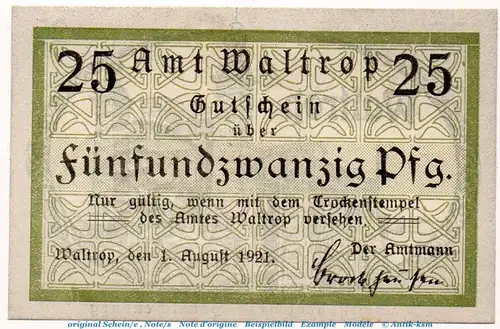 25 Amt Waltrop 25
Gutschein
über
Fünfundzwanzig Pfg.
Nur gültig, wenn mit dem Trockenstempel
des Amtes Waltrop versehen
Waltrop, den 1. August 1921. Der Amtmann
Brockhausen
original Schein/e , Note/s Note d'origine Beispielbild Example Modèle © Antik-ksm